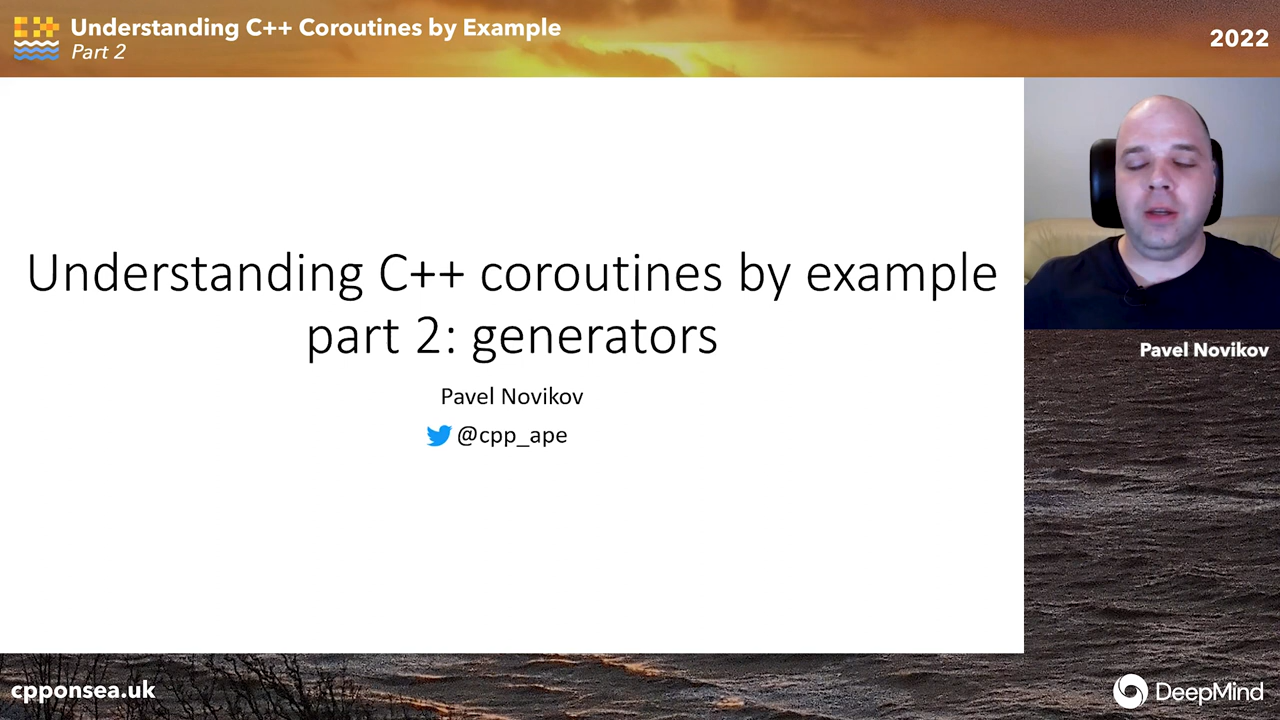 Understanding C++ Coroutines by Example
Part 2
2022
Understanding C++ coroutines by example
part 2: generators
Pavel Novikov
@cpp_ape
Pavel Novikov
cpponsea.uk
DeepMind